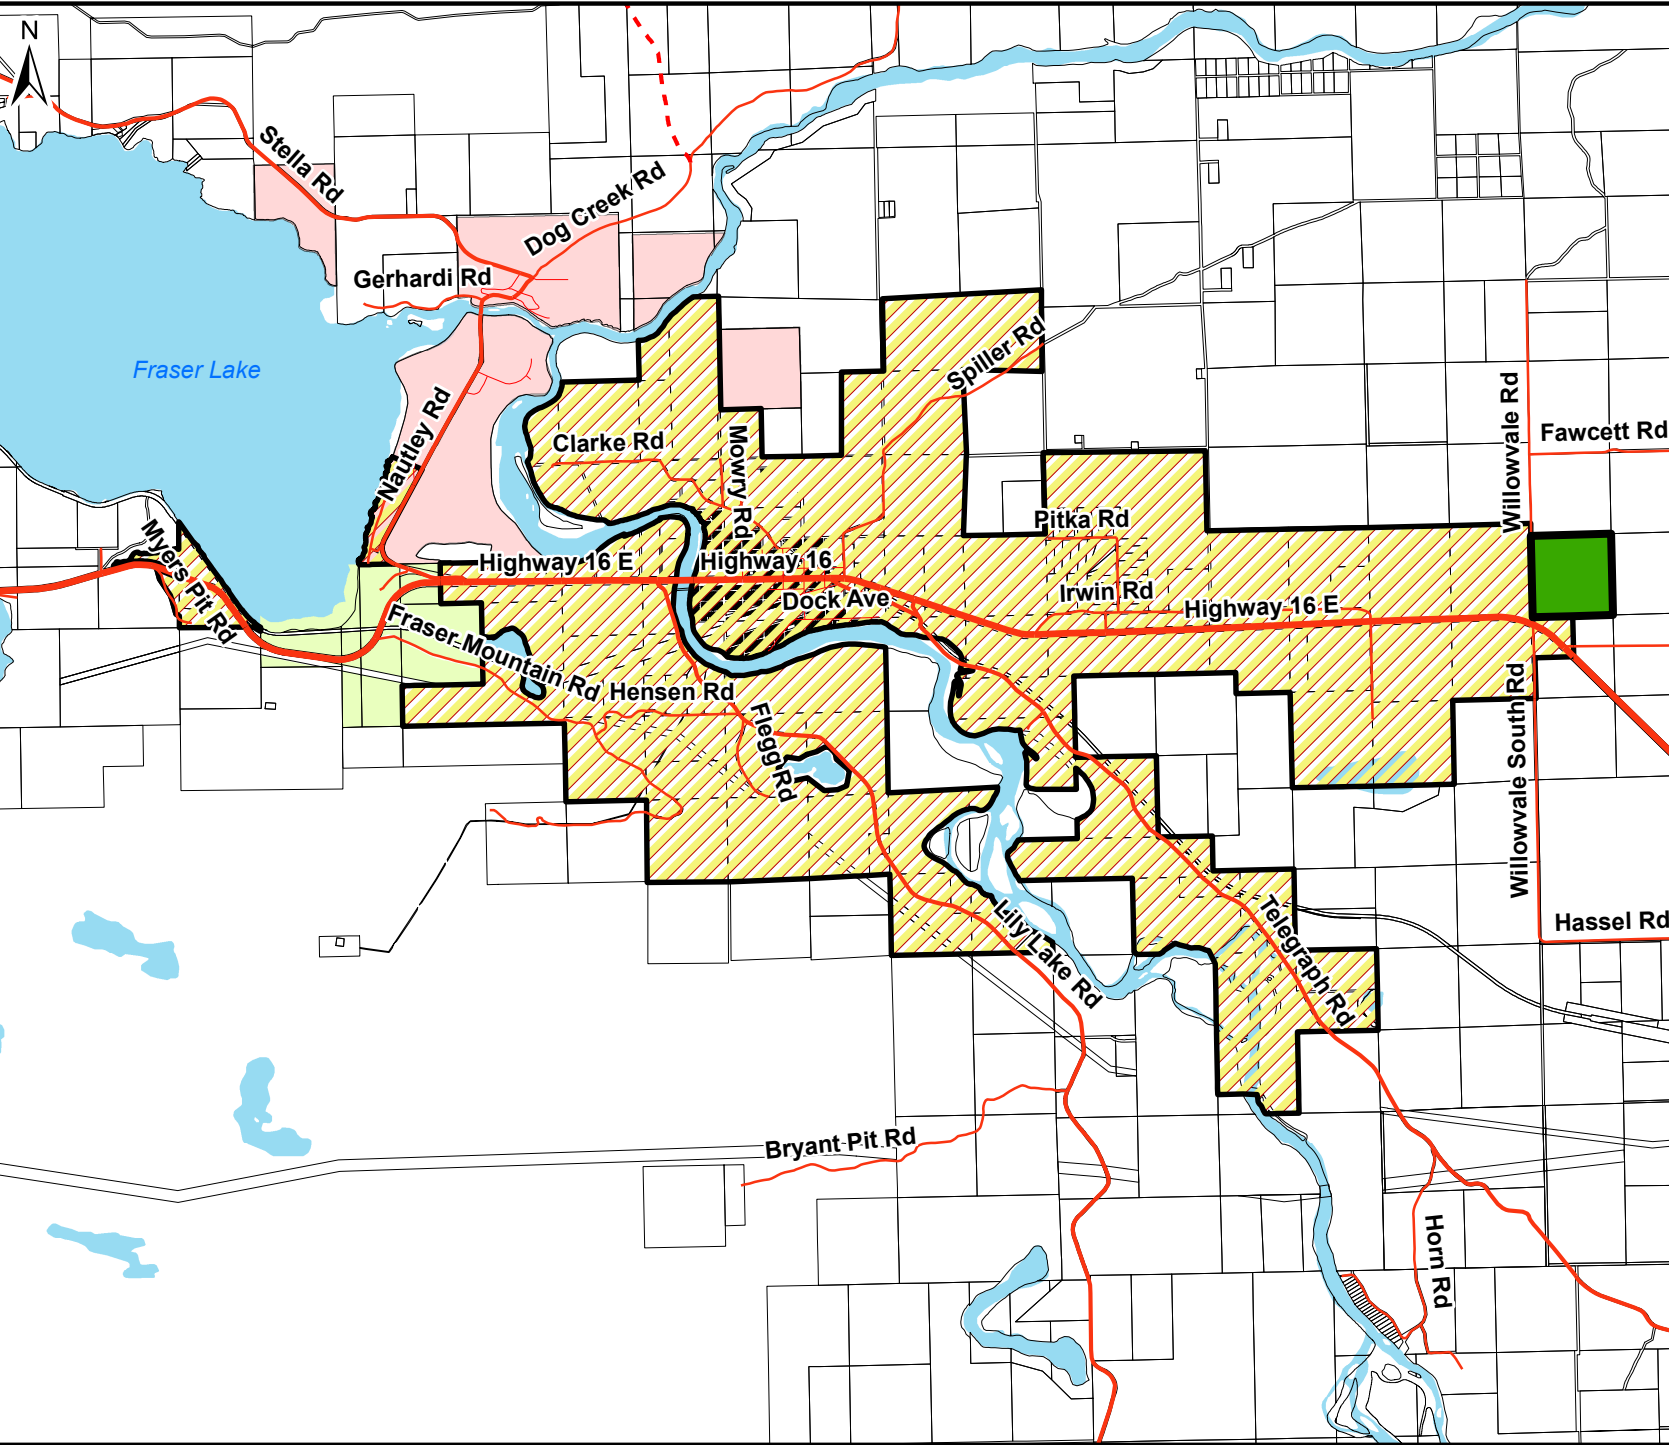 N
Stella Rd
Dog Creek Rd
Gerhardi Rd
Fraser Lake
Spiller Rd
Nautley Rd
Clarke Rd
Mowry Rd
Willowvale Rd
Fawcett Rd
Myers Pit Rd
Pitka Rd
Highway 16 E
Highway 16
Dock Ave
Irwin Rd
Highway 16 E
Fraser Mountain Rd
Hensen Rd
Flegg Rd
Willowvale South Rd
Lily Lake Rd
Telegraph Rd
Hassel Rd
Bryant Pit Rd
Horn Rd